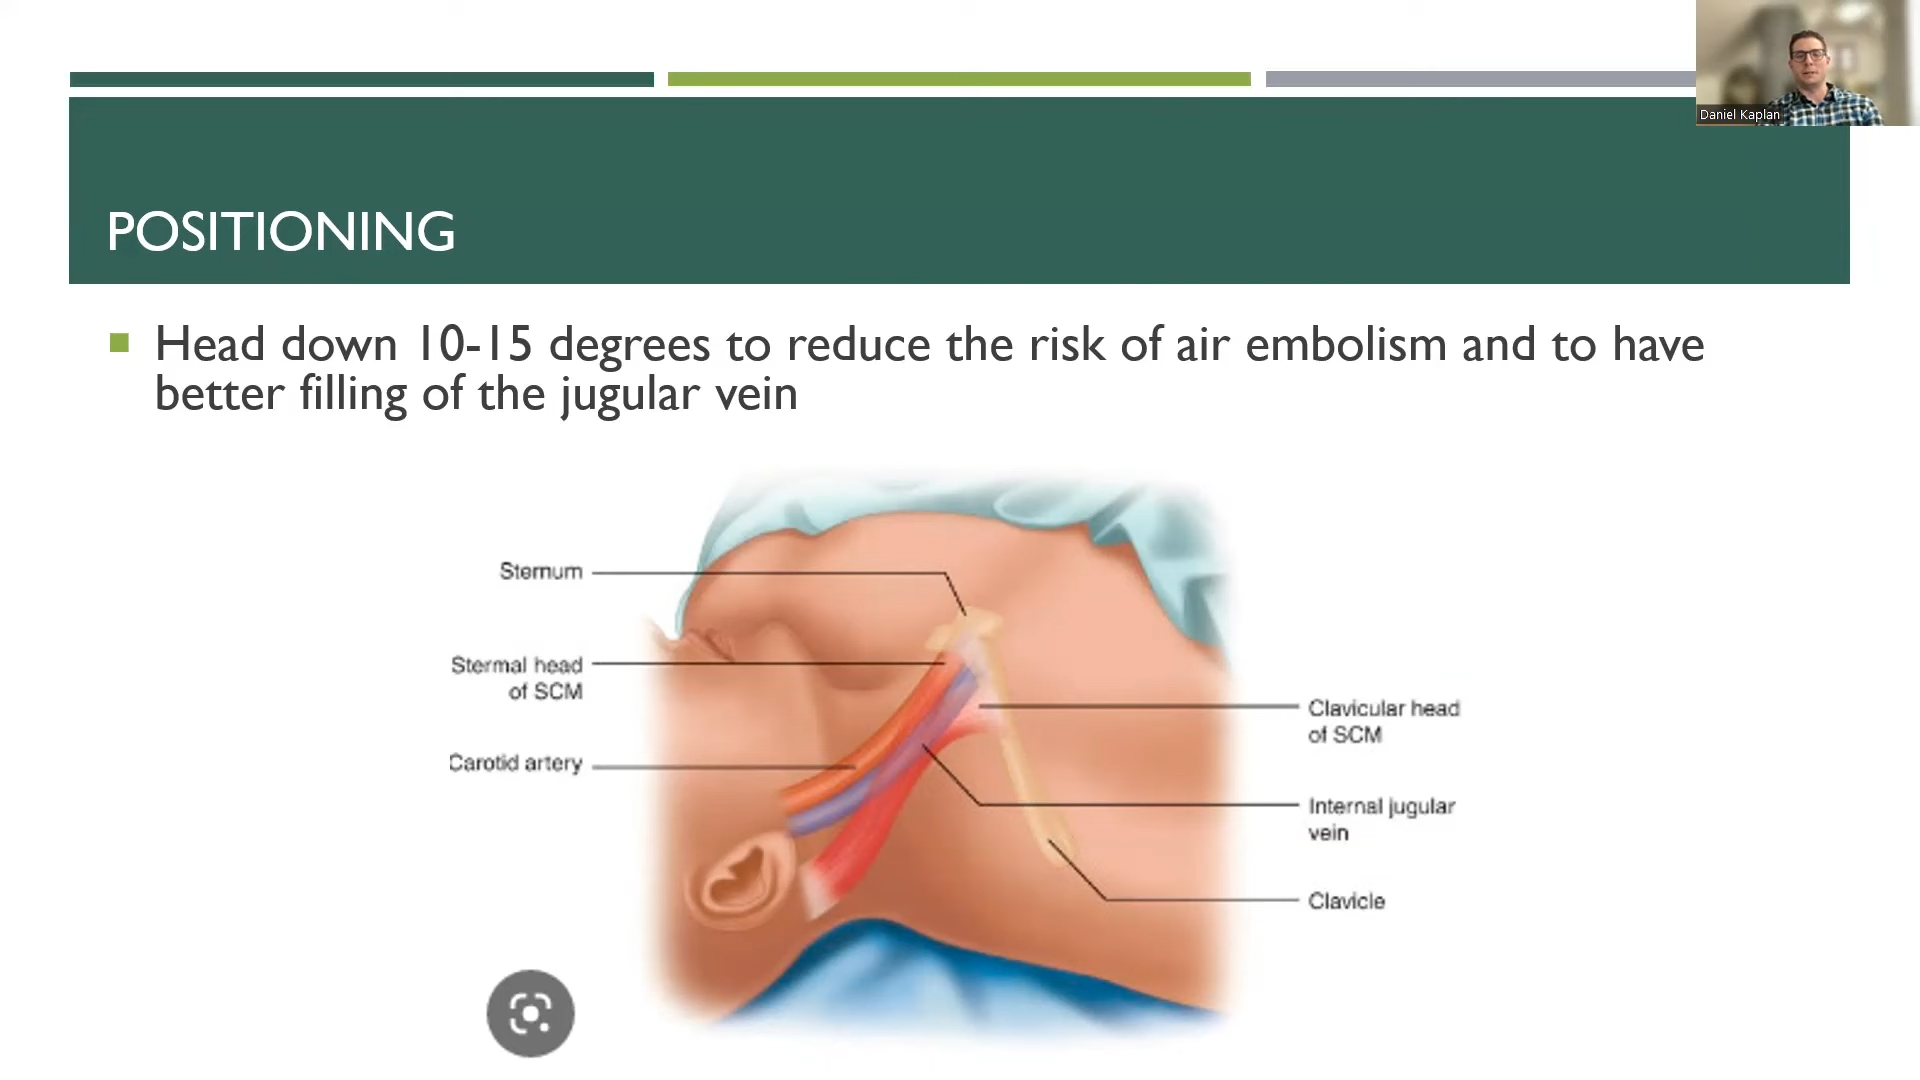 Daniel Kaplan
POSITIONING
Head down 10-15 degrees to reduce the risk of air embolism and to have
better filling of the jugular vein
Sternum
Stermal head
of SCM
Carotid artery
Clavicular head
of SCM
Internal jugular
vein
Clavicle